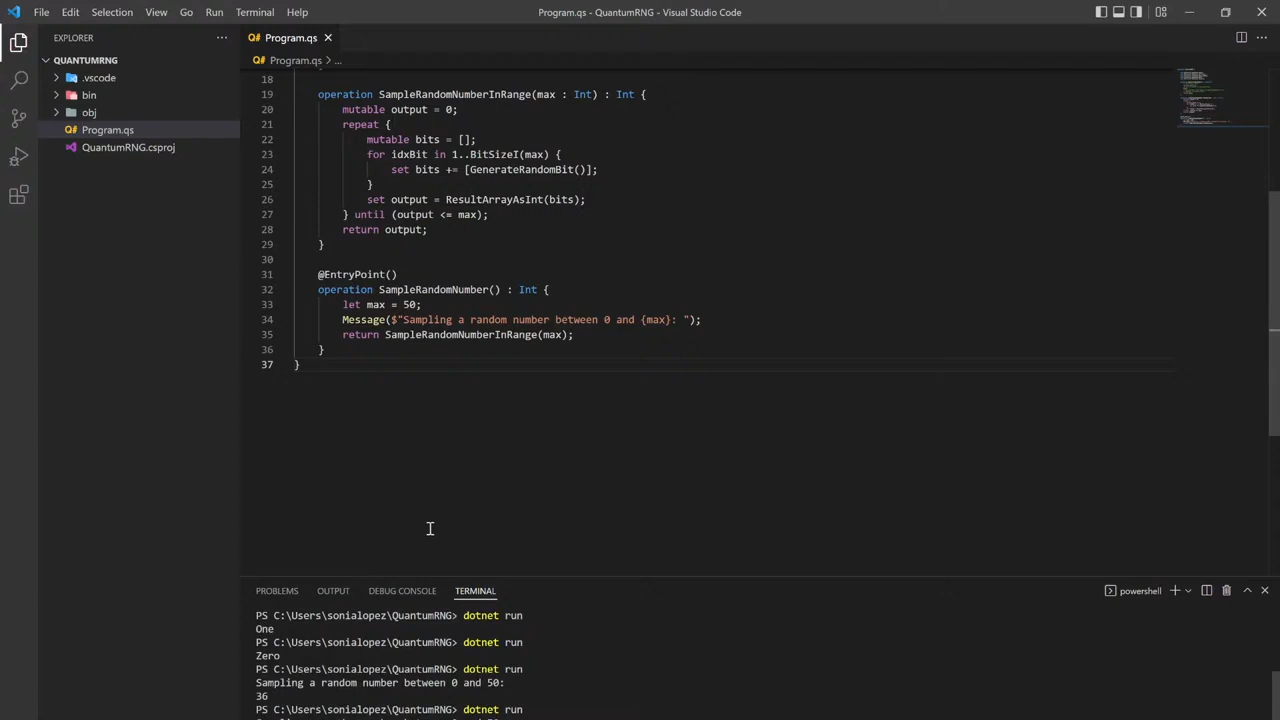 File Edit Selection View Go Run Terminal Help Program.qs - QuantumRNG - Visual Studio Code
EXPLORER
QUANTUMRNG
.vscode
bin
obj
Program.qs
QuantumRNG.csproj
Program.qs
Program.qs > ...
18
19 operation SampleRandomNumberInRange(max : Int) : Int {
20 mutable output = 0;
21 repeat {
22 mutable bits = [];
23 for idxBit in 1..BitSizeI(max) {
24 set bits += [GenerateRandomBit()];
25 }
26 set output = ResultArrayAsInt(bits);
27 } until (output <= max);
28 return output;
29 }
30
31 @EntryPoint()
32 operation SampleRandomNumber() : Int {
33 let max = 50;
34 Message($"Sampling a random number between 0 and {max}: ");
35 return SampleRandomNumberInRange(max);
36 }
37 }
PROBLEMS OUTPUT DEBUG CONSOLE TERMINAL powershell
PS C:\Users\sonialopez\QuantumRNG> dotnet run
One
PS C:\Users\sonialopez\QuantumRNG> dotnet run
Zero
PS C:\Users\sonialopez\QuantumRNG> dotnet run
Sampling a random number between 0 and 50:
36
PS C:\Users\sonialopez\QuantumRNG> dotnet run